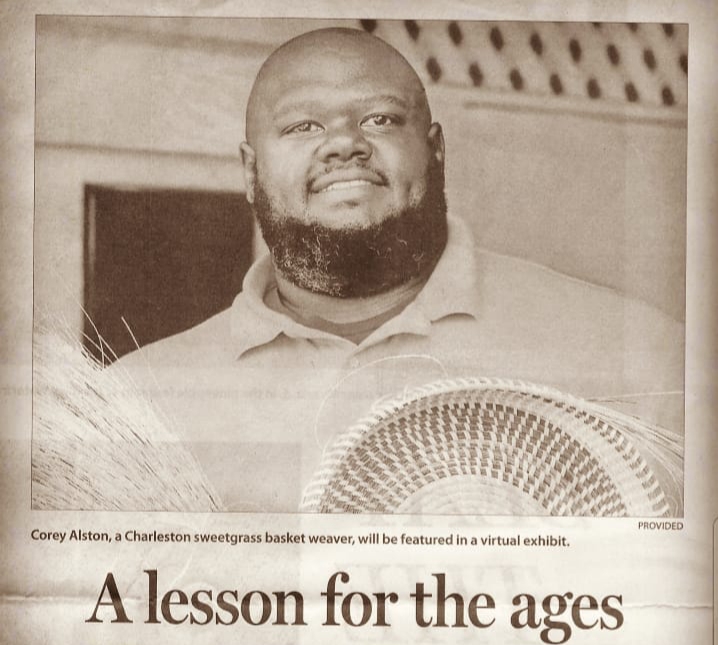 PROVIDED
Corey Alston, a Charleston sweetgrass basket weaver, will be featured in a virtual exhibit.
A lesson for the ages